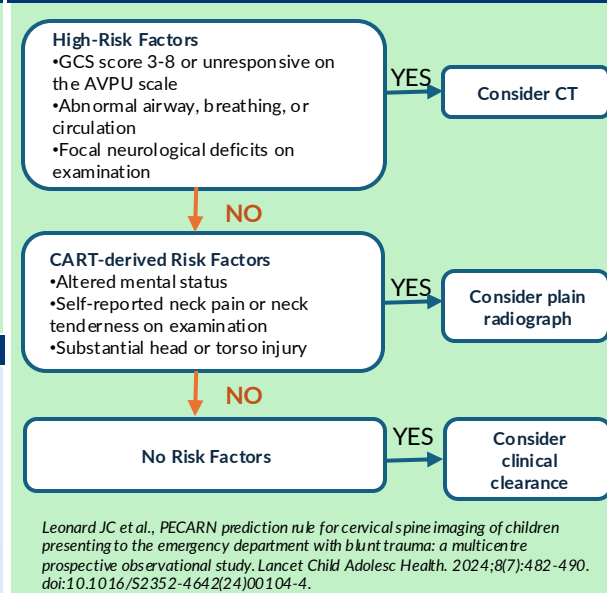 High-Risk Factors
•GCS score 3-8 or unresponsive on
the AVPU scale
•Abnormal airway, breathing, or
circulation
•Focal neurological deficits on
examination
YES
Consider CT
NO
CART-derived Risk Factors
•Altered mental status
•Self-reported neck pain or neck
tenderness on examination
•Substantial head or torso injury
YES
Consider plain
radiograph
NO
No Risk Factors
YES
Consider
clinical
clearance
Leonard JC et al., PECARN prediction rule for cervical spine imaging of children
presenting to the emergency department with blunt trauma: a multicentre
prospective observational study. Lancet Child Adolesc Health. 2024;8(7):482-490.
doi:10.1016/S2352-4642(24)00104-4.